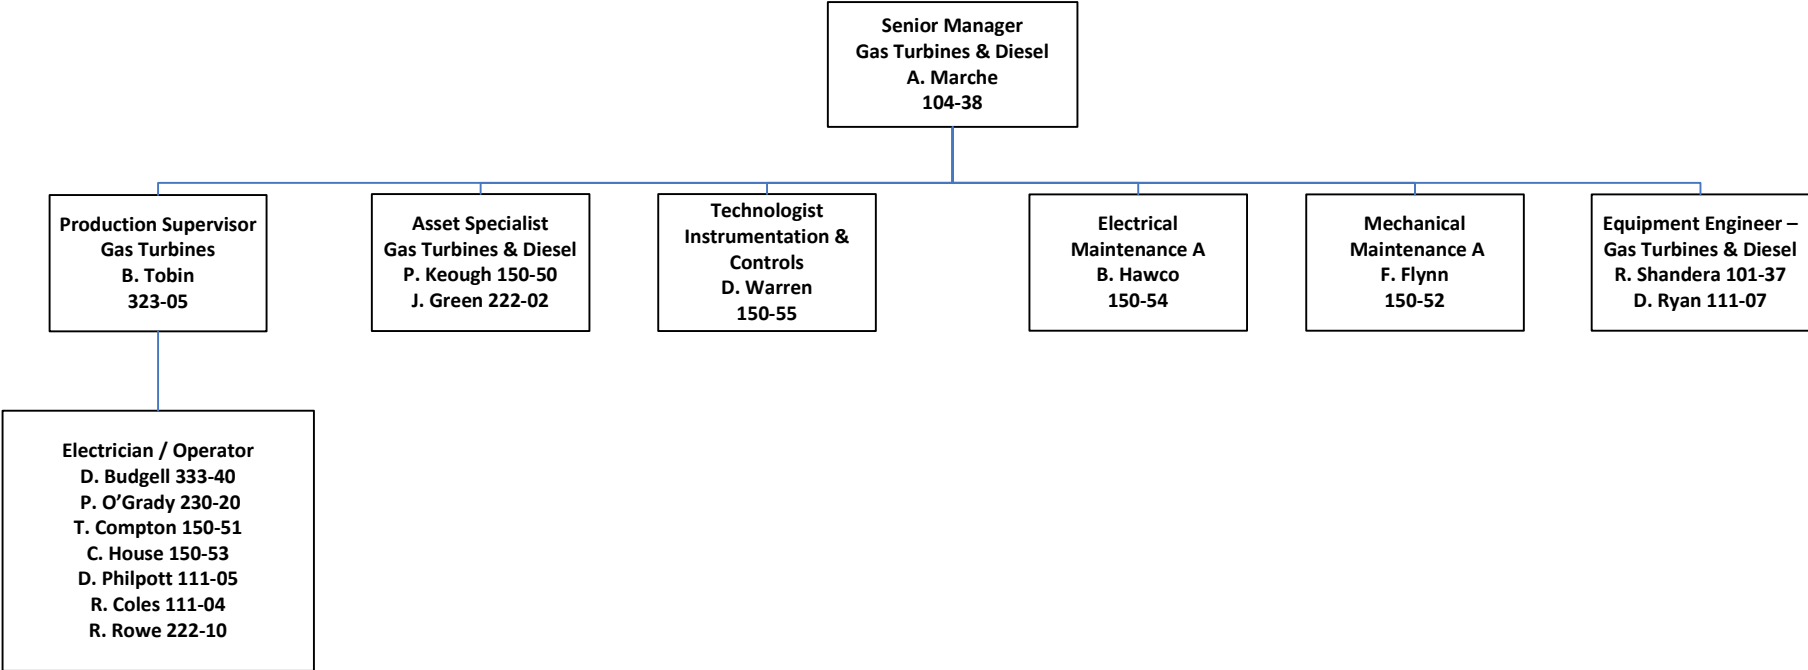 Senior Manager
Gas Turbines & Diesel
A. Marche
104-38
Production Supervisor
Gas Turbines
B. Tobin
323-05
Asset Specialist
Gas Turbines & Diesel
P. Keough 150-50
J. Green 222-02
Technologist
Instrumentation &
Controls
D. Warren
150-55
Electrical
Maintenance A
B. Hawco
150-54
Mechanical
Maintenance A
F. Flynn
150-52
Equipment Engineer –
Gas Turbines & Diesel
R. Shandera 101-37
D. Ryan 111-07
Electrician / Operator
D. Budgell 333-40
P. O’Grady 230-20
T. Compton 150-51
C. House 150-53
D. Philpott 111-05
R. Coles 111-04
R. Rowe 222-10